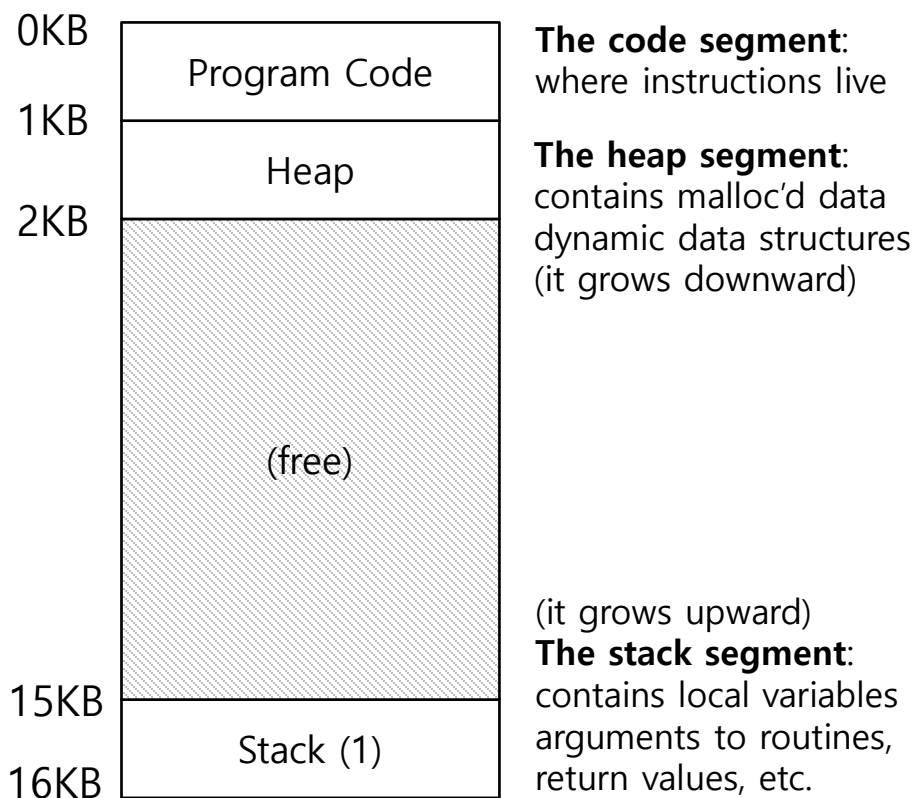 0KB
Program Code
1KB
Heap
2KB
(free)
15KB
Stack (1)
16KB
The code segment:
where instructions live
The heap segment:
contains malloc’d data
dynamic data structures
(it grows downward)
(it grows upward)
The stack segment:
contains local variables
arguments to routines,
return values, etc.